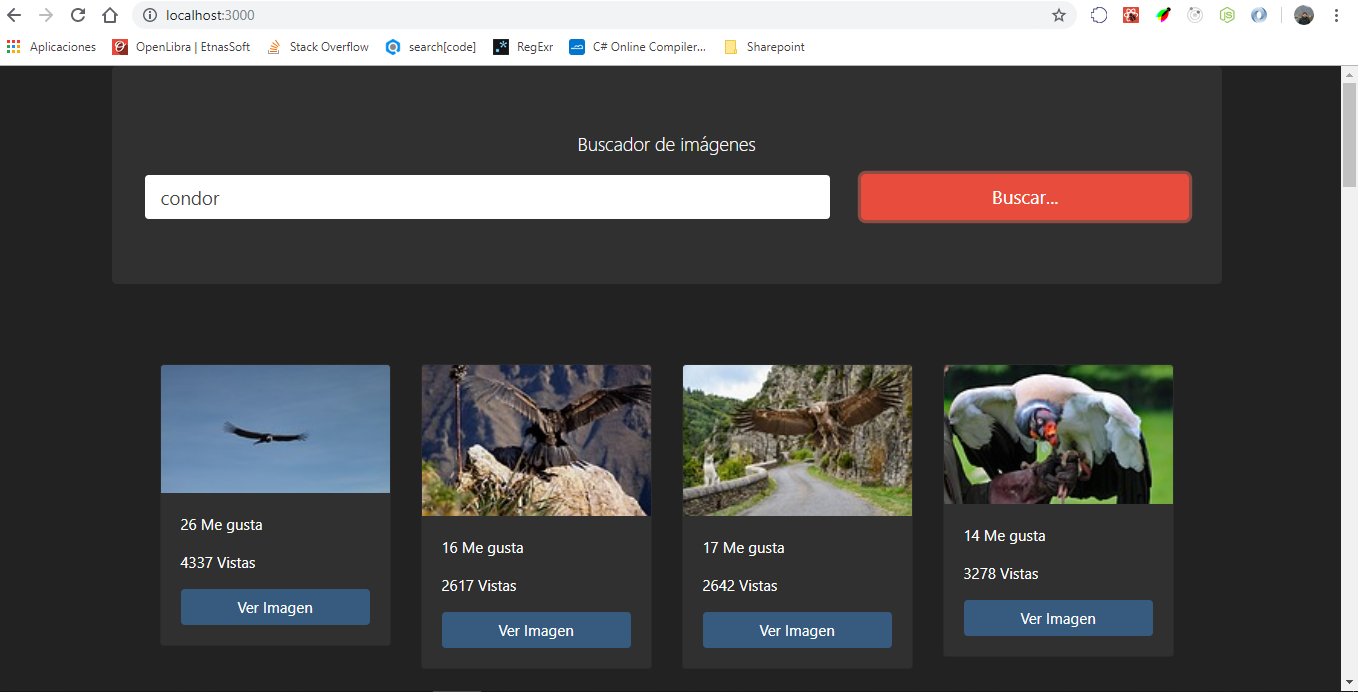 localhost:3000
Aplicaciones OpenLibra | EtnasSoft Stack Overflow search[code] RegExr C# Online Compiler... Sharepoint
Buscador de imágenes
condor
Buscar...
26 Me gusta
4337 Vistas
Ver Imagen
16 Me gusta
2617 Vistas
Ver Imagen
17 Me gusta
2642 Vistas
Ver Imagen
14 Me gusta
3278 Vistas
Ver Imagen